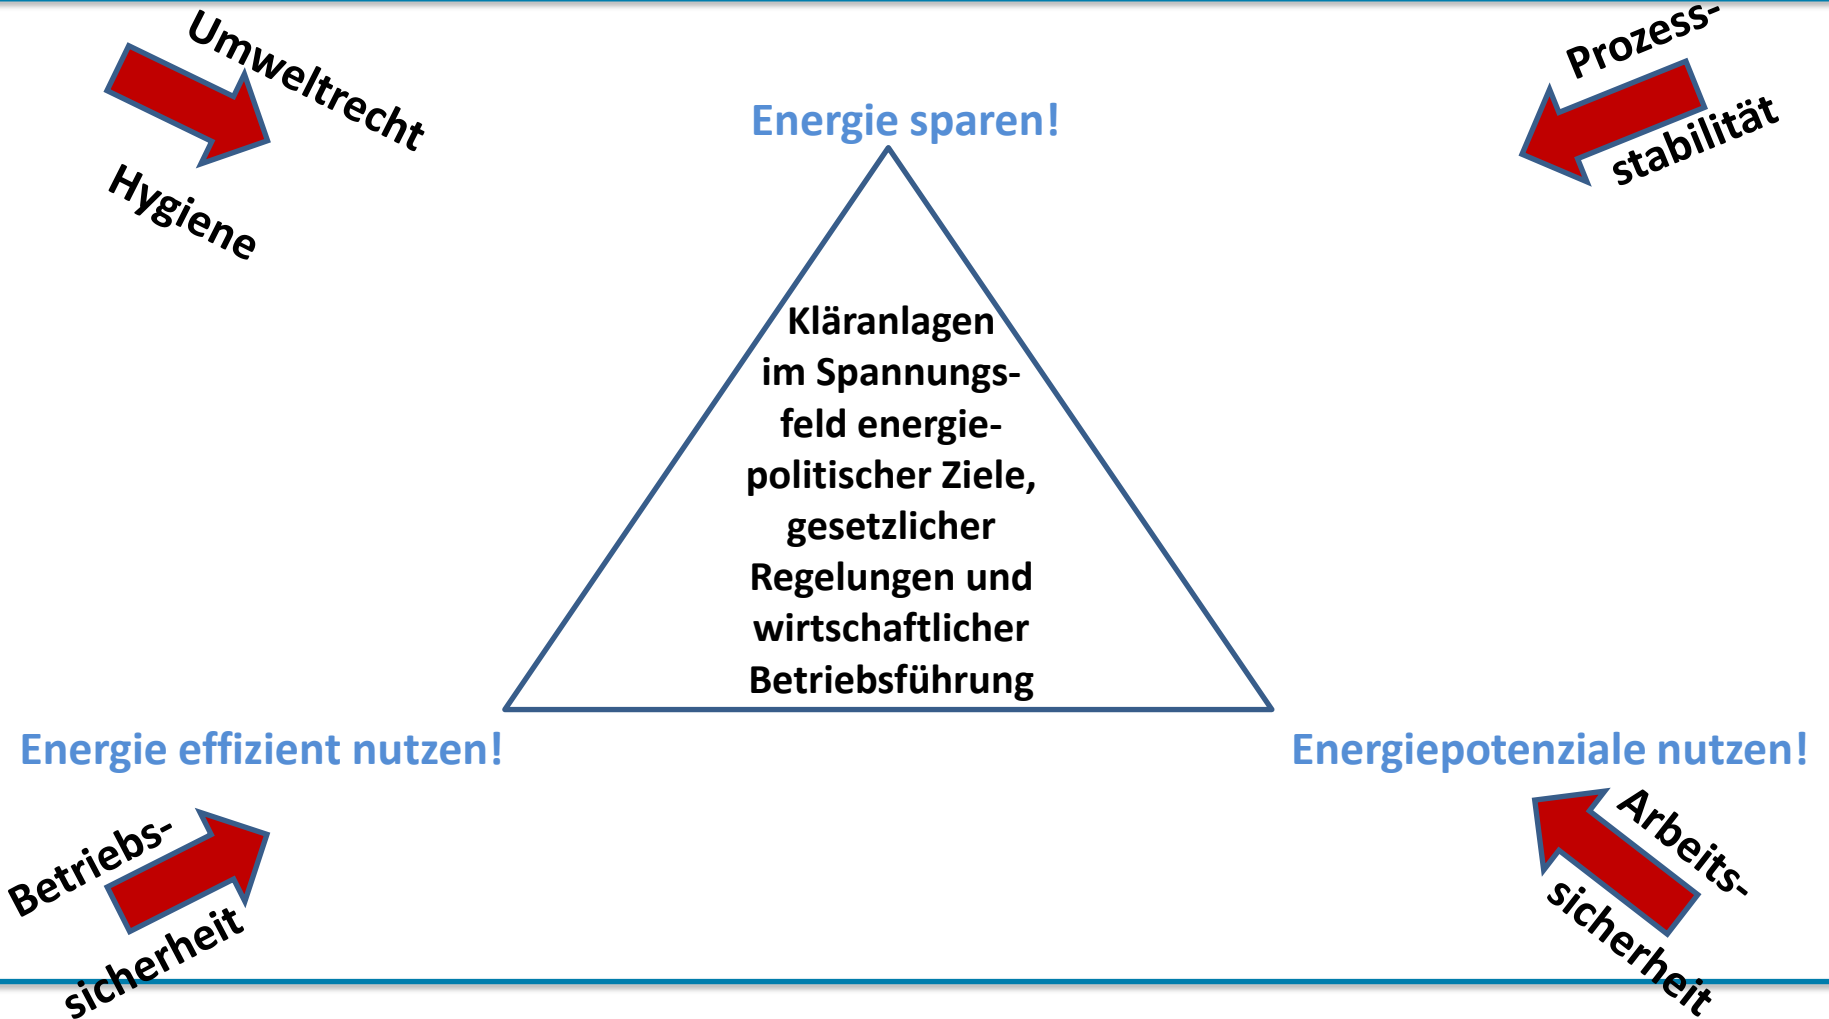 Umweltrecht
Hygiene
Prozess-
stabilität
Energie sparen!
Kläranlagen
im Spannungs-
feld energie-
politischer Ziele,
gesetzlicher
Regelungen und
wirtschaftlicher
Betriebsführung
Energie effizient nutzen!
Energiepotenziale nutzen!
Betriebs-
sicherheit
Arbeits-
sicherheit